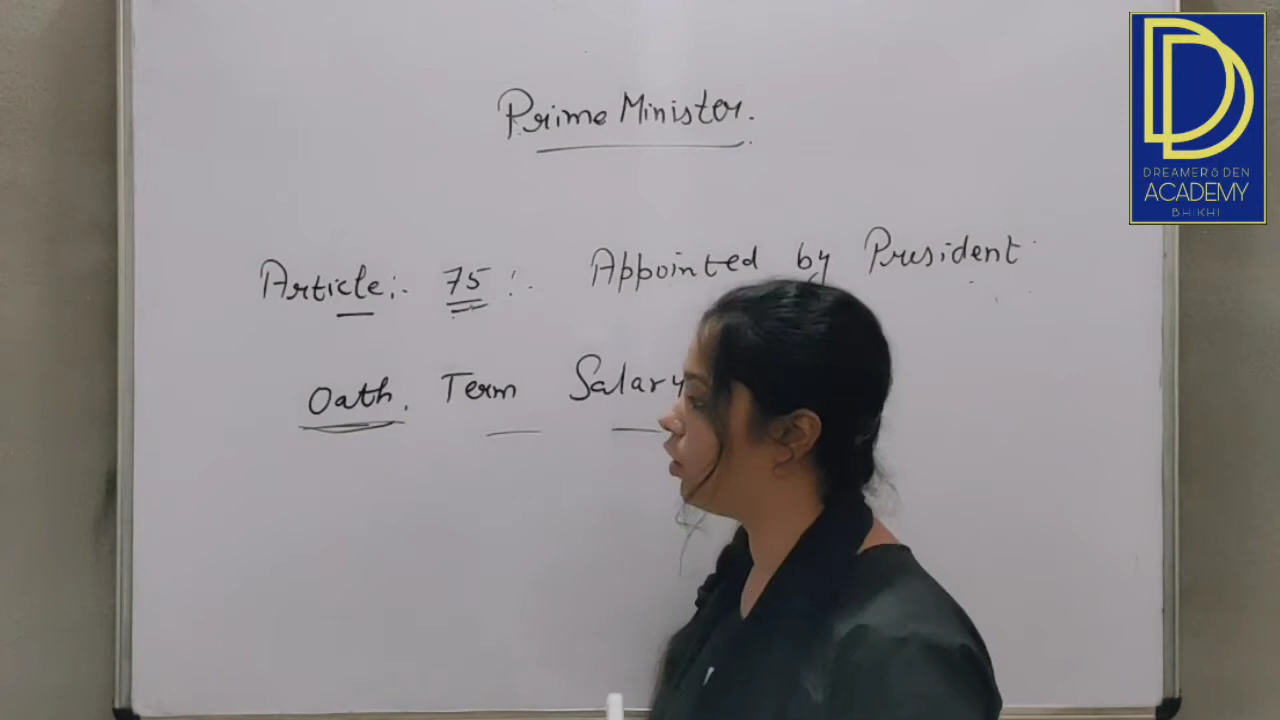 Prime Minister.
Article:- 75 :- Appointed by President
Oath. Term Salary
DREAMER'S DEN
ACADEMY
BHIKHI